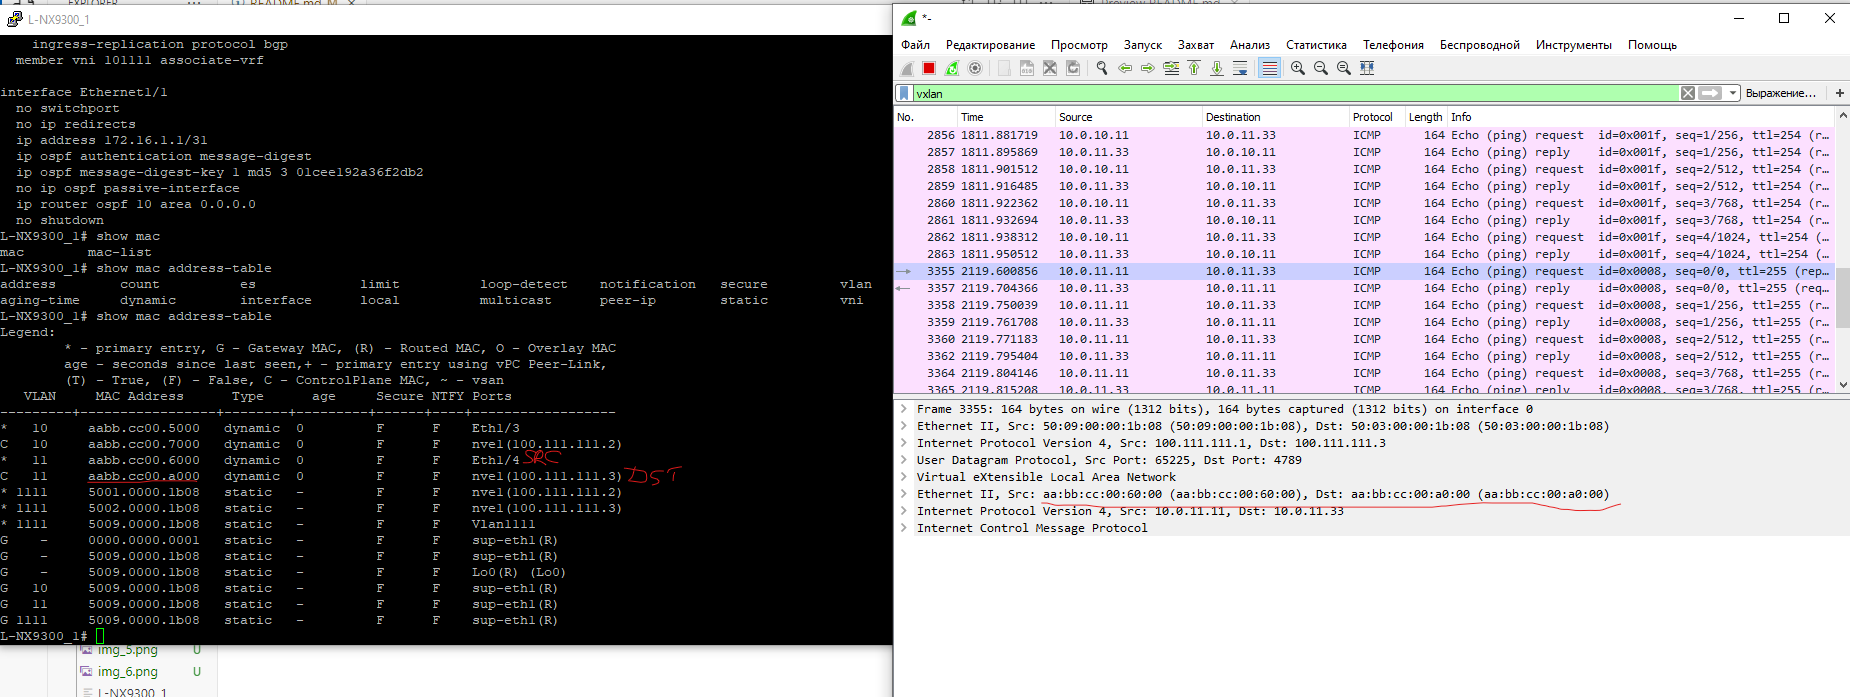 EXPLORER
README.md M
Preview README.md
L-NX9300_1
ingress-replication protocol bgp
member vni 101111 associate-vrf
interface Ethernet1/1
no switchport
no ip redirects
ip address 172.16.1.1/31
ip ospf authentication message-digest
ip ospf message-digest-key 1 md5 3 01cee192a36f2db2
no ip ospf passive-interface
ip router ospf 10 area 0.0.0.0
no shutdown
L-NX9300_1# show mac
mac mac-list
L-NX9300_1# show mac address-table
address count es limit loop-detect notification secure vlan
aging-time dynamic interface local multicast peer-ip static vni
L-NX9300_1# show mac address-table
Legend:
* - primary entry, G - Gateway MAC, (R) - Routed MAC, O - Overlay MAC
age - seconds since last seen,+ - primary entry using vPC Peer-Link,
(T) - True, (F) - False, C - ControlPlane MAC, ~ - vsan
VLAN MAC Address Type age Secure NTFY Ports
---------+-----------------+--------+---------+------+----+------------------
* 10 aabb.cc00.5000 dynamic 0 F F Eth1/3
C 10 aabb.cc00.7000 dynamic 0 F F nve1(100.111.111.2)
* 11 aabb.cc00.6000 dynamic 0 F F Eth1/4 SRC
C 11 aabb.cc00.a000 dynamic 0 F F nve1(100.111.111.3) DST
* 1111 5001.0000.1b08 static - F F nve1(100.111.111.2)
* 1111 5002.0000.1b08 static - F F nve1(100.111.111.3)
* 1111 5009.0000.1b08 static - F F Vlan1111
G - 0000.0000.0001 static - F F sup-eth1(R)
G - 5009.0000.1b08 static - F F sup-eth1(R)
G - 5009.0000.1b08 static - F F Lo0(R) (Lo0)
G 10 5009.0000.1b08 static - F F sup-eth1(R)
G 11 5009.0000.1b08 static - F F sup-eth1(R)
G 1111 5009.0000.1b08 static - F F sup-eth1(R)
L-NX9300_1#
img_5.png U
img_6.png U
L-NX9300_1
*-
Файл Редактирование Просмотр Запуск Захват Анализ Статистика Телефония Беспроводной Инструменты Помощь
vxlan Выражение… +
No. Time Source Destination Protocol Length Info
2856 1811.881719 10.0.10.11 10.0.11.33 ICMP 164 Echo (ping) request id=0x001f, seq=1/256, ttl=254 (r…
2857 1811.895869 10.0.11.33 10.0.10.11 ICMP 164 Echo (ping) reply id=0x001f, seq=1/256, ttl=254 (r…
2858 1811.901512 10.0.10.11 10.0.11.33 ICMP 164 Echo (ping) request id=0x001f, seq=2/512, ttl=254 (r…
2859 1811.916485 10.0.11.33 10.0.10.11 ICMP 164 Echo (ping) reply id=0x001f, seq=2/512, ttl=254 (r…
2860 1811.922362 10.0.10.11 10.0.11.33 ICMP 164 Echo (ping) request id=0x001f, seq=3/768, ttl=254 (r…
2861 1811.932694 10.0.11.33 10.0.10.11 ICMP 164 Echo (ping) reply id=0x001f, seq=3/768, ttl=254 (r…
2862 1811.938312 10.0.10.11 10.0.11.33 ICMP 164 Echo (ping) request id=0x001f, seq=4/1024, ttl=254 (…
2863 1811.950512 10.0.11.33 10.0.10.11 ICMP 164 Echo (ping) reply id=0x001f, seq=4/1024, ttl=254 (…
3355 2119.600856 10.0.11.11 10.0.11.33 ICMP 164 Echo (ping) request id=0x0008, seq=0/0, ttl=255 (rep…
3357 2119.704366 10.0.11.33 10.0.11.11 ICMP 164 Echo (ping) reply id=0x0008, seq=0/0, ttl=255 (req…
3358 2119.750039 10.0.11.11 10.0.11.33 ICMP 164 Echo (ping) request id=0x0008, seq=1/256, ttl=255 (r…
3359 2119.761708 10.0.11.33 10.0.11.11 ICMP 164 Echo (ping) reply id=0x0008, seq=1/256, ttl=255 (r…
3360 2119.771183 10.0.11.11 10.0.11.33 ICMP 164 Echo (ping) request id=0x0008, seq=2/512, ttl=255 (r…
3362 2119.795404 10.0.11.33 10.0.11.11 ICMP 164 Echo (ping) reply id=0x0008, seq=2/512, ttl=255 (r…
3364 2119.804146 10.0.11.11 10.0.11.33 ICMP 164 Echo (ping) request id=0x0008, seq=3/768, ttl=255 (r…
3365 2119.815208 10.0.11.33 10.0.11.11 ICMP 164 Echo (ping) reply id=0x0008, seq=3/768, ttl=255 (r…
Frame 3355: 164 bytes on wire (1312 bits), 164 bytes captured (1312 bits) on interface 0
Ethernet II, Src: 50:09:00:00:1b:08 (50:09:00:00:1b:08), Dst: 50:03:00:00:1b:08 (50:03:00:00:1b:08)
Internet Protocol Version 4, Src: 100.111.111.1, Dst: 100.111.111.3
User Datagram Protocol, Src Port: 65225, Dst Port: 4789
Virtual eXtensible Local Area Network
Ethernet II, Src: aa:bb:cc:00:60:00 (aa:bb:cc:00:60:00), Dst: aa:bb:cc:00:a0:00 (aa:bb:cc:00:a0:00)
Internet Protocol Version 4, Src: 10.0.11.11, Dst: 10.0.11.33
Internet Control Message Protocol